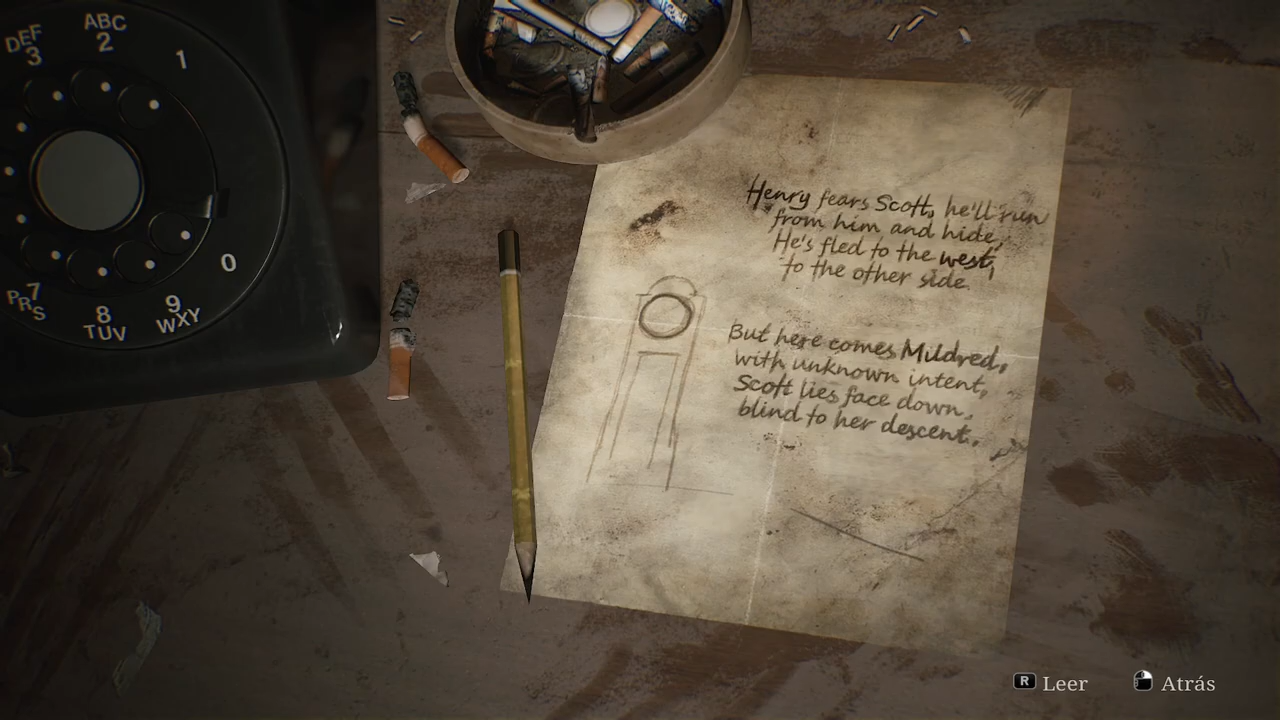 DEF
3
ABC
2
1
0
7
PRS
8
TUV
9
WXY
Henry fears Scott, he'll run
from him and hide,
He's fled to the west,
to the other side.
But here comes Mildred,
with unknown intent,
Scott lies face down,
blind to her descent.
R Leer
Atrás